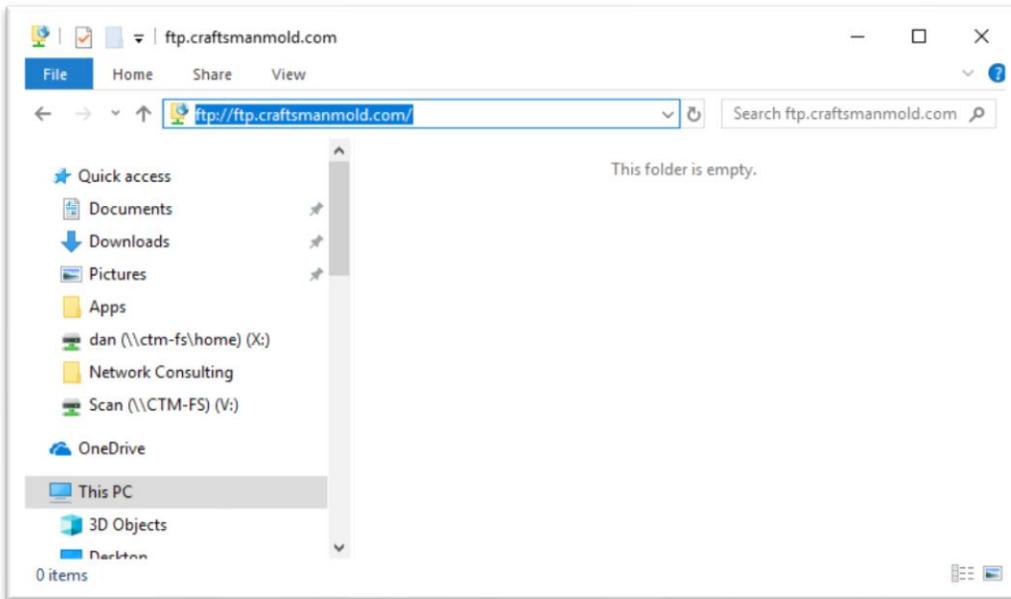 ftp.craftsmanmold.com
File Home Share View
ftp://ftp.craftsmanmold.com/ Search ftp.craftsmanmold.com
This folder is empty.
Quick access
Documents
Downloads
Pictures
Apps
dan (\\ctm-fs\home) (X:)
Network Consulting
Scan (\\CTM-FS) (V:)
OneDrive
This PC
3D Objects
Desktop
0 items